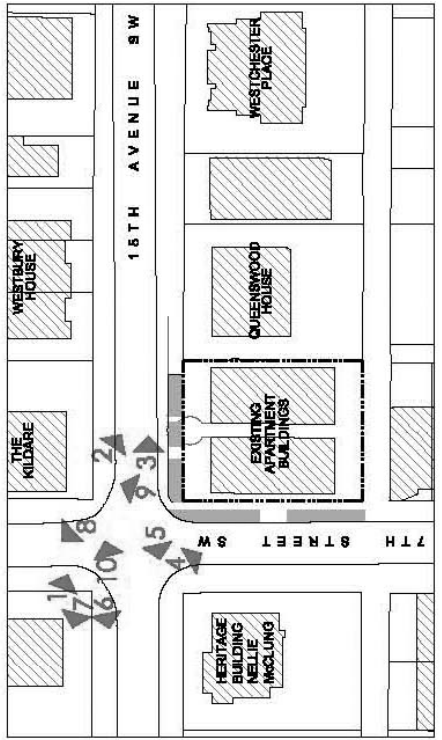 WESTBURY
HOUSE
THE
KILDARE
15TH AVENUE SW
WESTCHESTER
PLACE
QUEENSWOOD
HOUSE
EXISTING
APARTMENT
BUILDINGS
7TH STREET SW
HERITAGE
BUILDING
NELLIE
McCLUNG
1
2
3
4
5
6
7
8
9
10